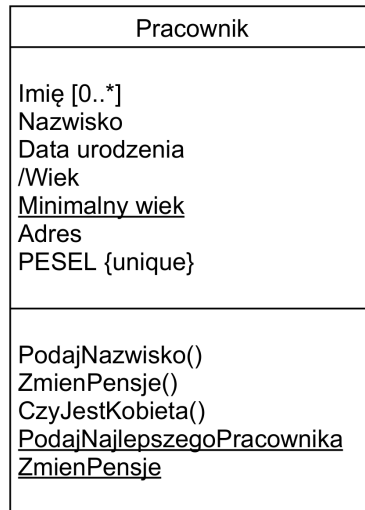 Pracownik
Imię [0..*]
Nazwisko
Data urodzenia
/Wiek
Minimalny wiek
Adres
PESEL {unique}
PodajNazwisko()
ZmienPensje()
CzyJestKobieta()
PodajNajlepszegoPracownika
ZmienPensje